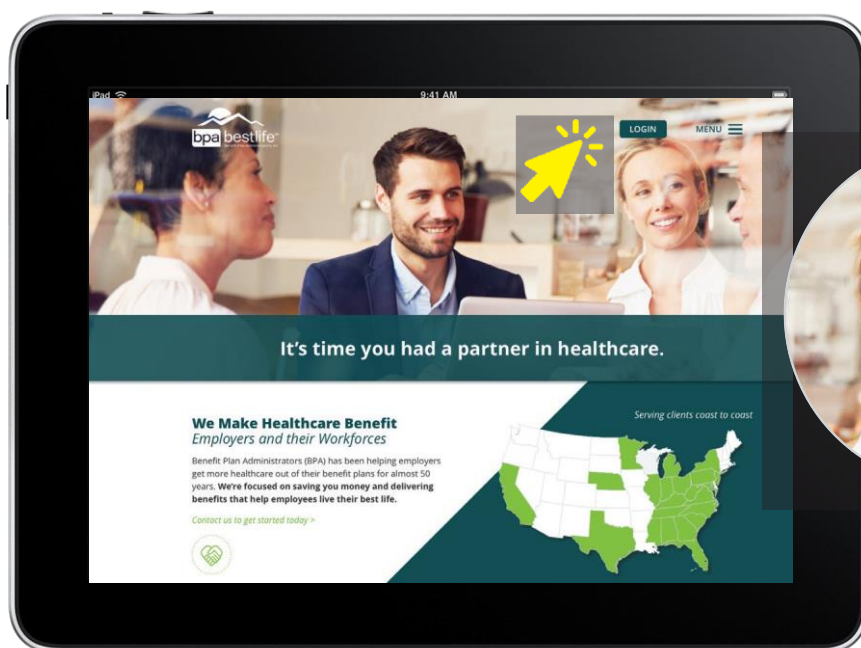 iPad 9:41 AM
bpa bestlife
LOGIN MENU
It's time you had a partner in healthcare.
We Make Healthcare Benefit
Employers and their Workforces
Benefit Plan Administrators (BPA) has been helping employers
get more healthcare out of their benefit plans for almost 50
years. We're focused on saving you money and delivering
benefits that help employees live their best life.
Contact us to get started today >
Serving clients coast to coast